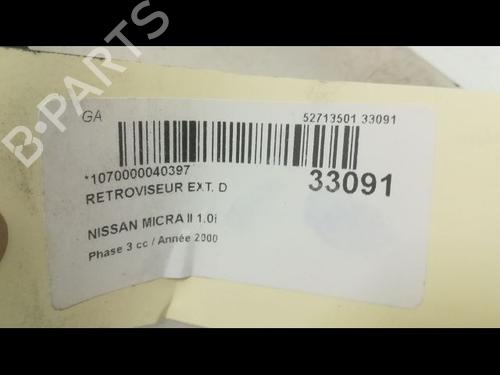 B-PARTS
GA
52713501 33091
*1070000040397
33091
RETROVISEUR EXT. D
NISSAN MICRA II 1.0i
Phase 3 cc / Année 2000